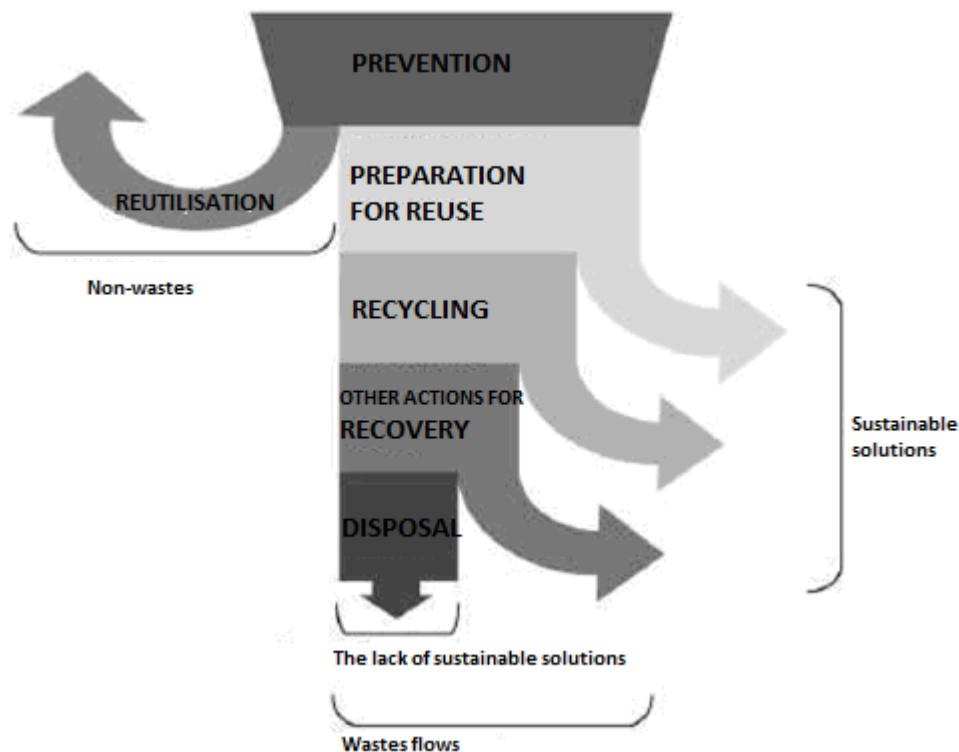 PREVENTION
PREPARATION
FOR REUSE
REUTILISATION
Non-wastes
RECYCLING
OTHER ACTIONS FOR
RECOVERY
Sustainable
solutions
DISPOSAL
The lack of sustainable solutions
Wastes flows